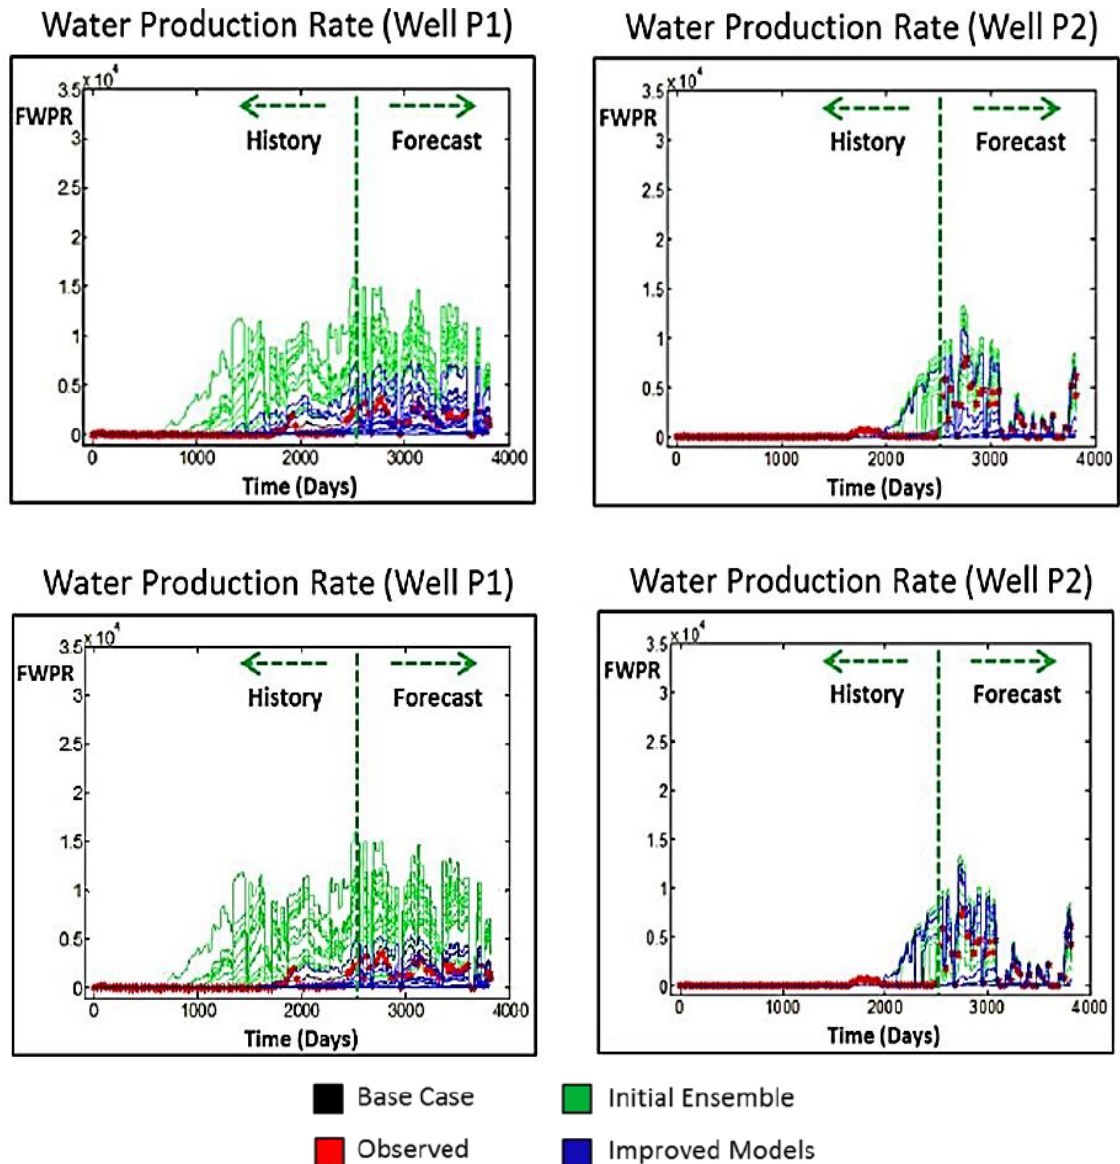 Water Production Rate (Well P1)
3.5 x10^4
FWPR
History
Forecast
3
2.5
2
1.5
1
0.5
0
0 1000 2000 3000 4000
Time (Days)
Water Production Rate (Well P2)
3.5 x10^4
FWPR
History
Forecast
3
2.5
2
1.5
1
0.5
0
0 1000 2000 3000 4000
Time (Days)
Water Production Rate (Well P1)
3.5 x10^4
FWPR
History
Forecast
3
2.5
2
1.5
1
0.5
0
0 1000 2000 3000 4000
Time (Days)
Water Production Rate (Well P2)
3.5 x10^4
FWPR
History
Forecast
3
2.5
2
1.5
1
0.5
0
0 1000 2000 3000 4000
Time (Days)
Base Case
Initial Ensemble
Observed
Improved Models